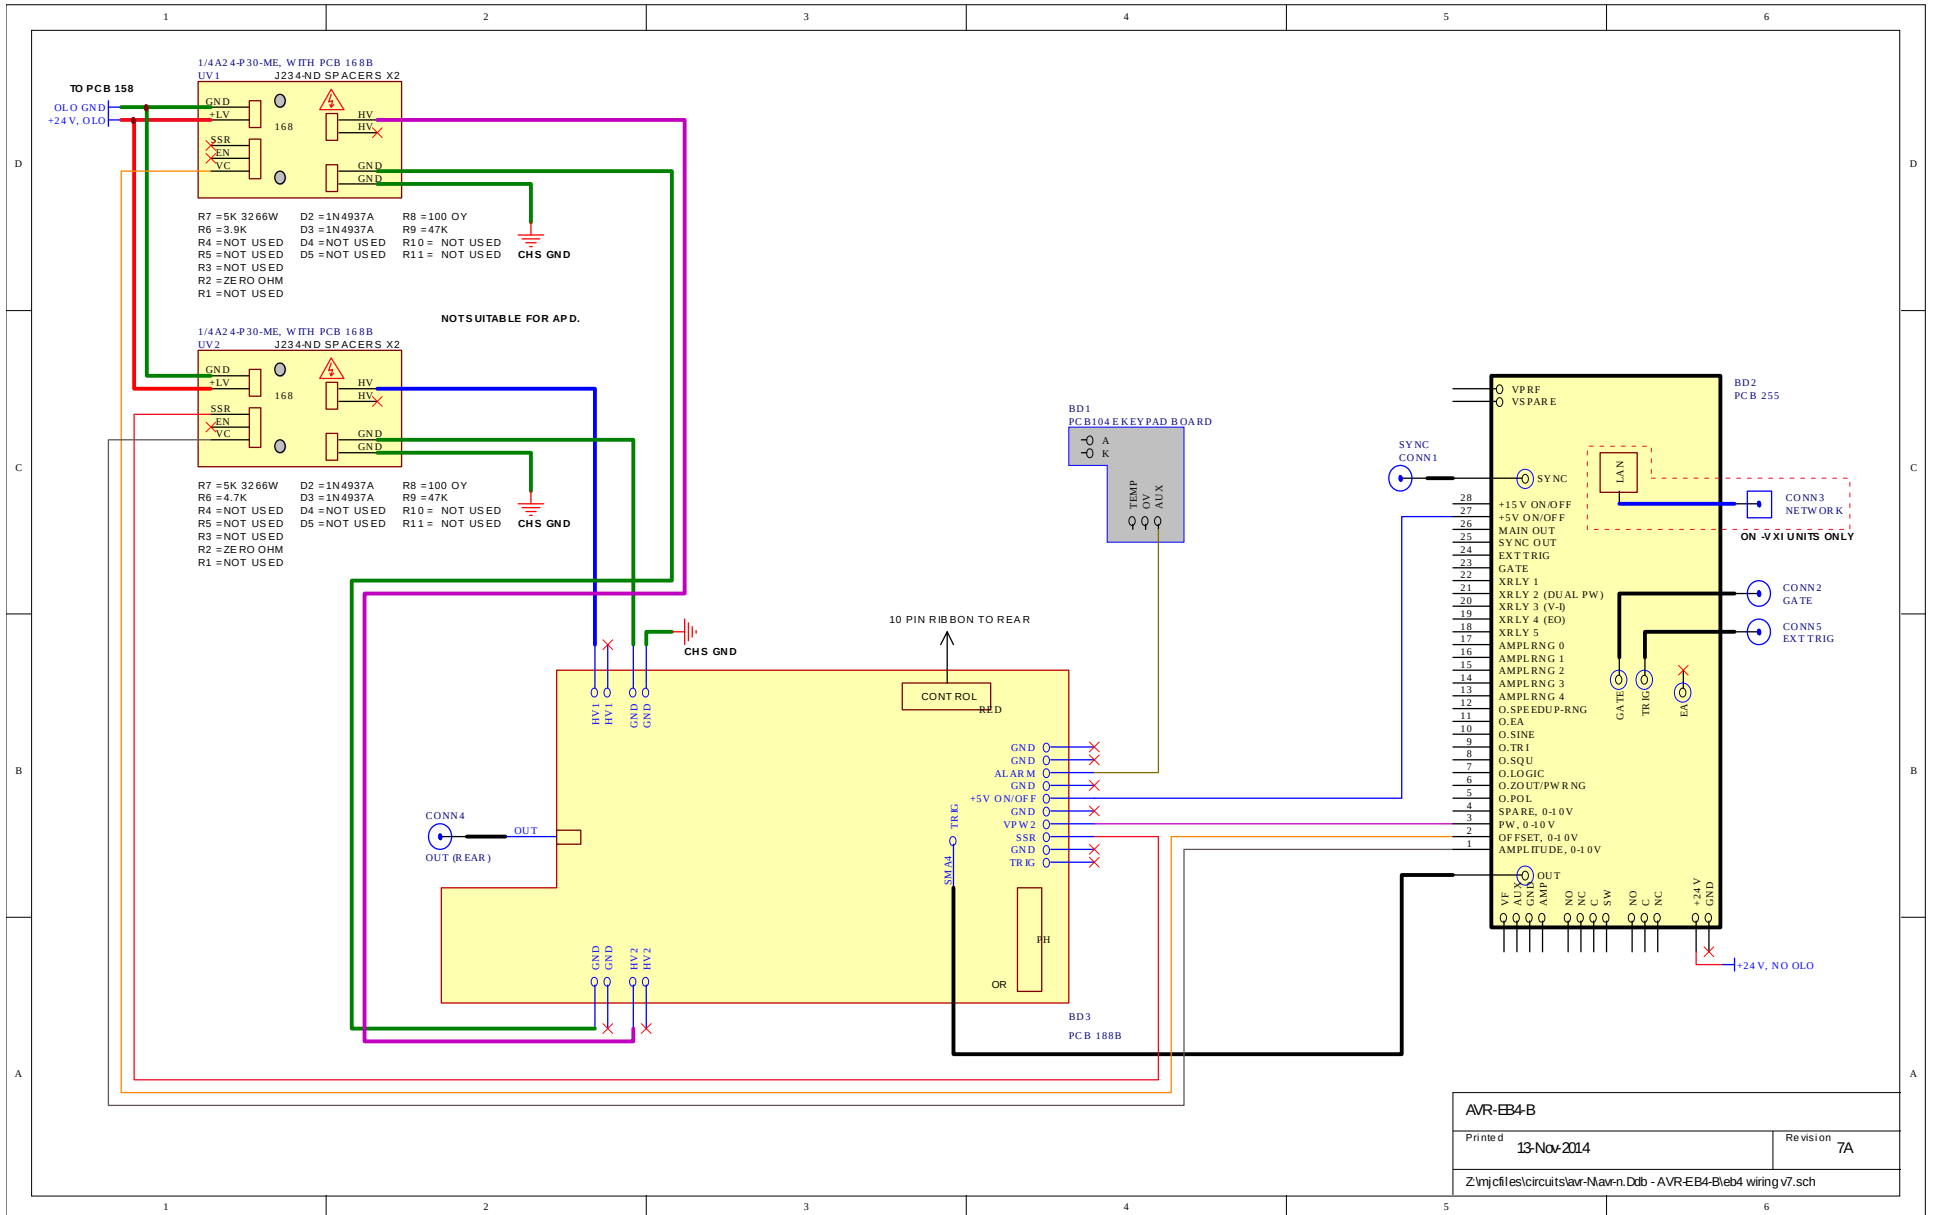 1 2 3 4 5 6
D
C
B
A
TO PCB 158
OLO GND
+24V, OLO
1/4A24-P30-ME, WITH PCB 168B
UV1 J234-ND SPACERS X2
GND
+LV
168
SSR
EN
VC
HV
HV
GND
GND
R7 =5K 3266W D2 =1N4937A R8 =100 OY
R6 =3.9K D3 =1N4937A R9 =47K
R4 =NOT USED D4 =NOT USED R10 = NOT USED
R5 =NOT USED D5 =NOT USED R11 = NOT USED
R3 =NOT USED
R2 =ZERO OHM
R1 =NOT USED
CHS GND
NOT SUITABLE FOR APD.
1/4A24-P30-ME, WITH PCB 168B
UV2 J234-ND SPACERS X2
GND
+LV
168
SSR
EN
VC
HV
HV
GND
GND
R7 =5K 3266W D2 =1N4937A R8 =100 OY
R6 =4.7K D3 =1N4937A R9 =47K
R4 =NOT USED D4 =NOT USED R10 = NOT USED
R5 =NOT USED D5 =NOT USED R11 = NOT USED
R3 =NOT USED
R2 =ZERO OHM
R1 =NOT USED
CHS GND
CHS GND
10 PIN RIBBON TO REAR
CONTROL
RED
HV1
HV1
GND
GND
GND
GND
ALARM
GND
+5V ON/OFF
GND
VPW2
SSR
GND
TRIG
TRIG
SMA4
CONN4
OUT
OUT (REAR)
GND
GND
HV2
HV2
PH
OR
BD3
PCB 188B
BD1
PCB104E KEYPAD BOARD
A
K
TEMP
OV
AUX
BD2
PCB 255
VPRF
VSPARE
SYNC
CONN1
SYNC
LAN
CONN3
NETWORK
ON -VXI UNITS ONLY
CONN2
GATE
CONN5
EXT TRIG
GATE
TRIG
EA
28 +15V ON/OFF
27 +5V ON/OFF
26 MAIN OUT
25 SYNC OUT
24 EXT TRIG
23 GATE
22 XRLY 1
21 XRLY 2 (DUAL PW)
20 XRLY 3 (V-I)
19 XRLY 4 (EO)
18 XRLY 5
17 AMPLRNG 0
16 AMPLRNG 1
15 AMPLRNG 2
14 AMPLRNG 3
13 AMPLRNG 4
12 O.SPEEDUP-RNG
11 O.EA
10 O.SINE
9 O.TRI
8 O.SQU
7 O.LOGIC
6 O.ZOUT/PWRNG
5 O.POL
4 SPARE, 0-10V
3 PW, 0-10V
2 OFFSET, 0-10V
1 AMPLITUDE, 0-10V
OUT
VF
AUX
GND
AMP
NO
NC
C
SW
NO
C
NC
+24V
GND
+24V, NO OLO
D
C
B
A
AVR-EB4-B
Printed 13-Nov-2014 Revision 7A
Z:\mjcfiles\circuits\avr-N\avr-n.Ddb - AVR-EB4-B\eb4 wiring v7.sch
1 2 3 4 5 6